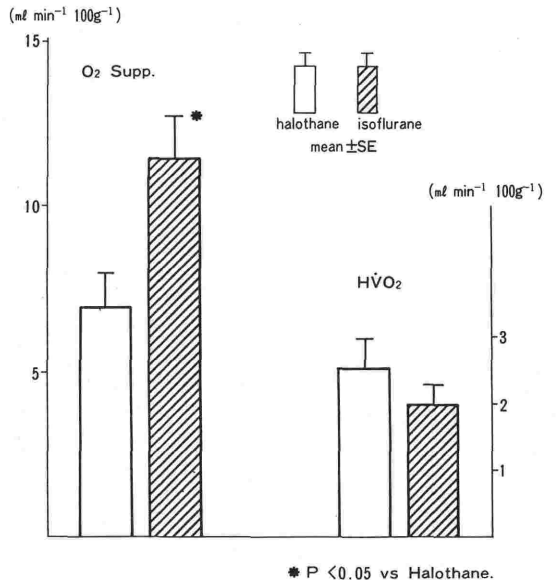 (mℓ min⁻¹ 100g⁻¹)
15
O₂ Supp.
*
halothane isoflurane
mean ±SE
10
(mℓ min⁻¹ 100g⁻¹)
HV̇O₂
5
3
2
1
* P <0.05 vs Halothane.